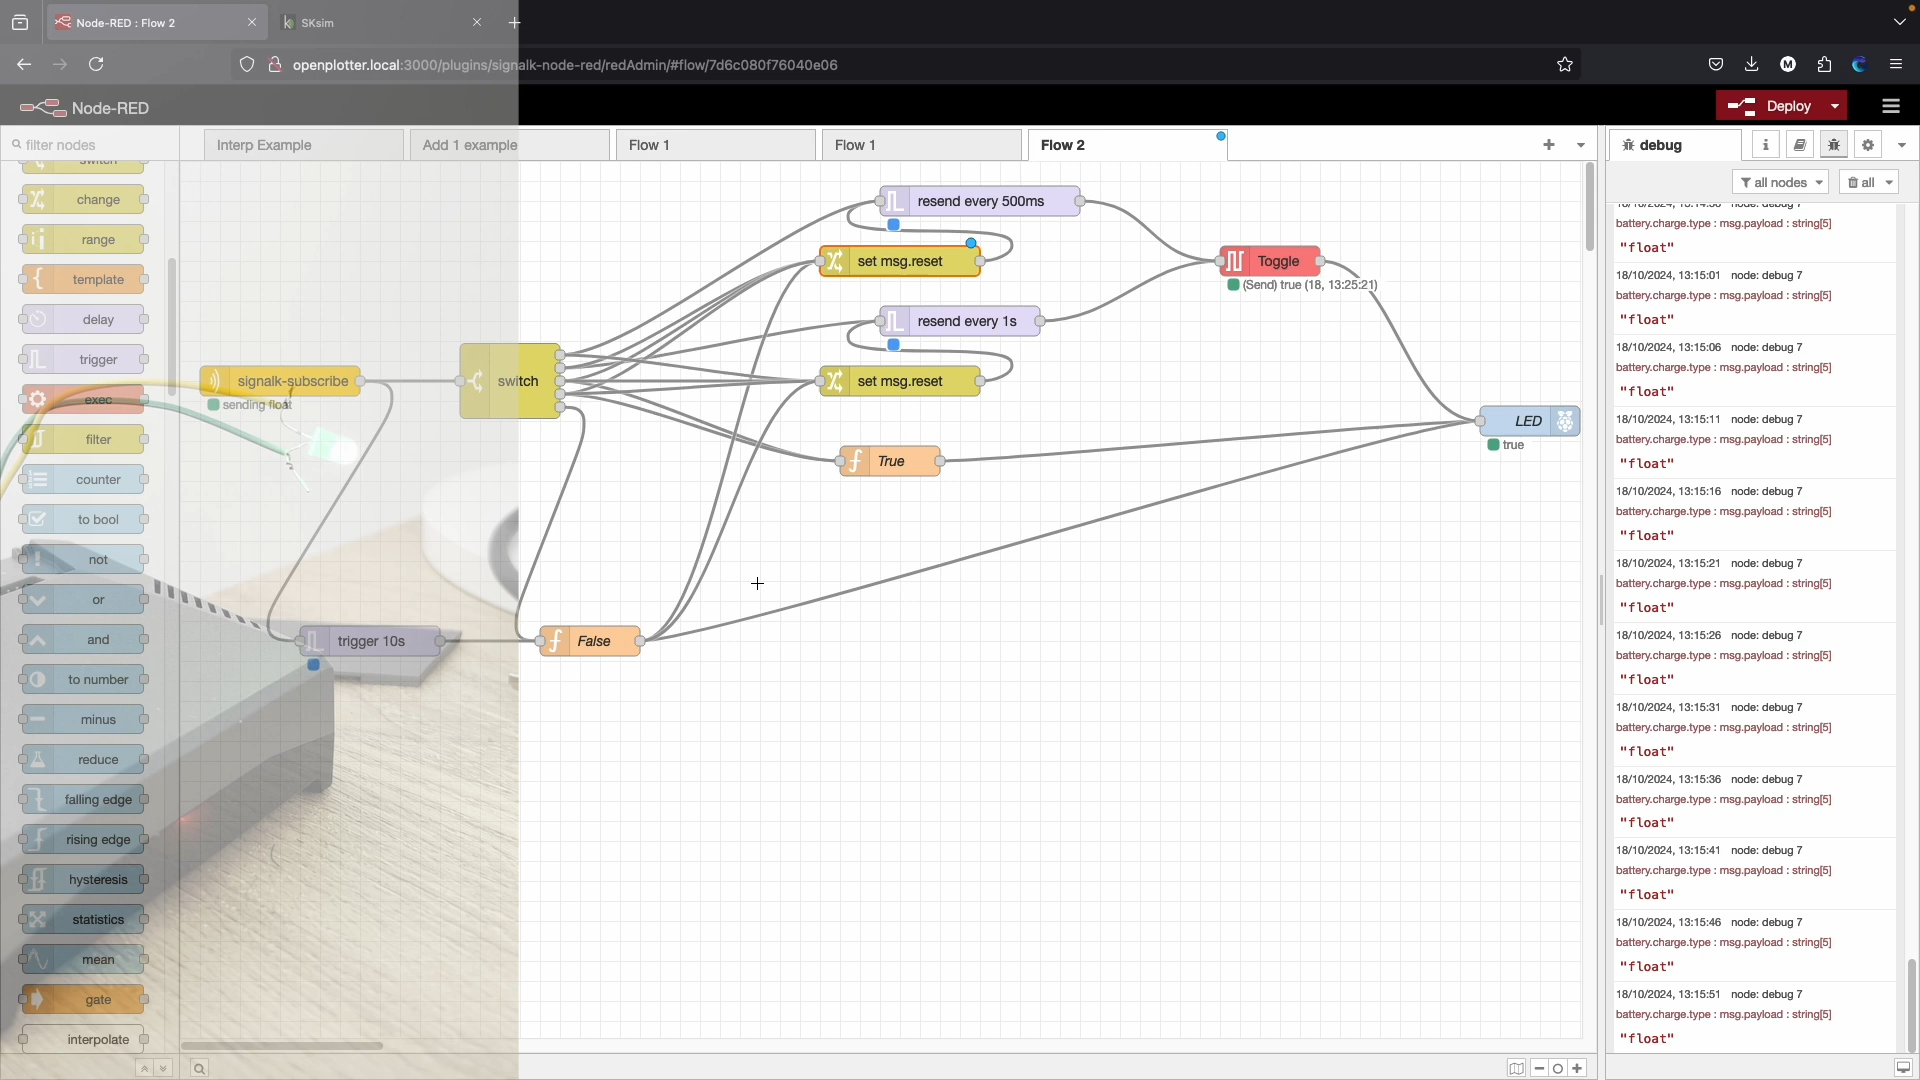 Node-RED : Flow 2
SKsim
openplotter.local:3000/plugins/signalk-node-red/redAdmin/#flow/7d6c080f76040e06
Node-RED
Deploy
filter nodes
Interp Example
Add 1 example
Flow 1
Flow 1
Flow 2
debug
all nodes
all
switch
change
range
template
delay
trigger
exec
filter
counter
to bool
not
or
and
to number
minus
reduce
falling edge
rising edge
hysteresis
statistics
mean
gate
interpolate
resend every 500ms
set msg.reset
Toggle
(Send) true (18, 13:25:21)
resend every 1s
signalk-subscribe
sending float
switch
set msg.reset
LED
true
True
trigger 10s
False
battery.charge.type : msg.payload : string[5]
"float"
18/10/2024, 13:15:01 node: debug 7
battery.charge.type : msg.payload : string[5]
"float"
18/10/2024, 13:15:06 node: debug 7
battery.charge.type : msg.payload : string[5]
"float"
18/10/2024, 13:15:11 node: debug 7
battery.charge.type : msg.payload : string[5]
"float"
18/10/2024, 13:15:16 node: debug 7
battery.charge.type : msg.payload : string[5]
"float"
18/10/2024, 13:15:21 node: debug 7
battery.charge.type : msg.payload : string[5]
"float"
18/10/2024, 13:15:26 node: debug 7
battery.charge.type : msg.payload : string[5]
"float"
18/10/2024, 13:15:31 node: debug 7
battery.charge.type : msg.payload : string[5]
"float"
18/10/2024, 13:15:36 node: debug 7
battery.charge.type : msg.payload : string[5]
"float"
18/10/2024, 13:15:41 node: debug 7
battery.charge.type : msg.payload : string[5]
"float"
18/10/2024, 13:15:46 node: debug 7
battery.charge.type : msg.payload : string[5]
"float"
18/10/2024, 13:15:51 node: debug 7
battery.charge.type : msg.payload : string[5]
"float"